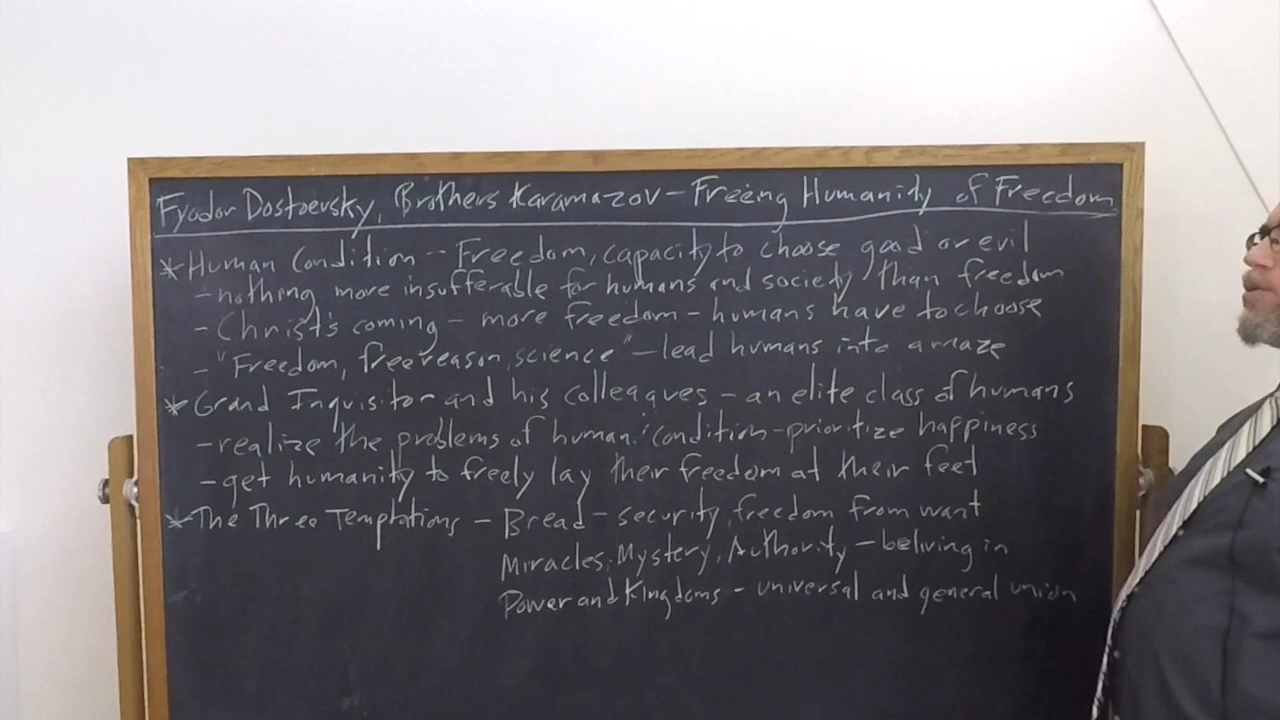 Fyodor Dostoevsky, Brothers Karamazov - Freeing Humanity of Freedom
* Human Condition - Freedom, capacity to choose good or evil
- nothing more insufferable for humans and society than freedom
- Christ's coming - more freedom - humans have to choose
- "Freedom, free reason, science" - lead humans into a maze
* Grand Inquisitor and his colleagues - an elite class of humans
- realize the problems of human condition - prioritize happiness
- get humanity to freely lay their freedom at their feet
* The Three Temptations - Bread - security, freedom from want
Miracles, Mystery, Authority - beliving in
Power and Kingdoms - universal and general union